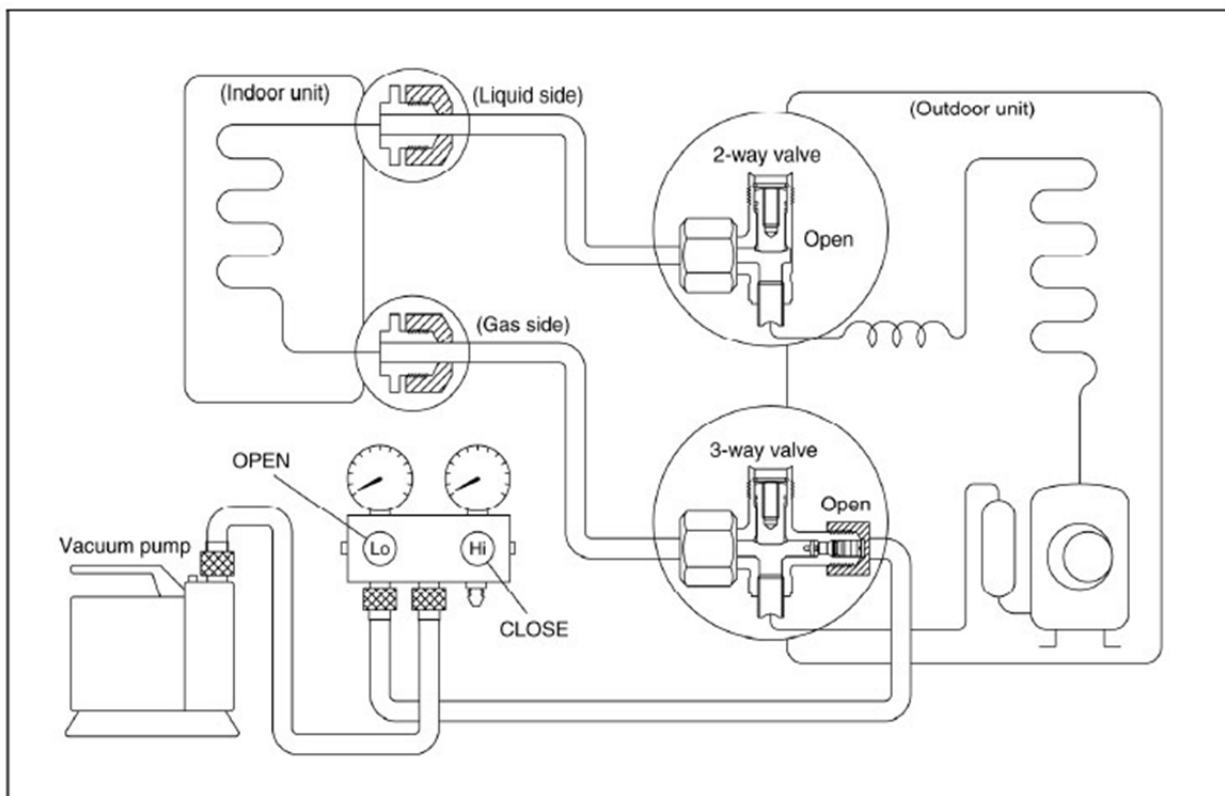 (Indoor unit)
(Liquid side)
(Outdoor unit)
2-way valve
Open
(Gas side)
3-way valve
OPEN
Open
Lo
Hi
Vacuum pump
CLOSE